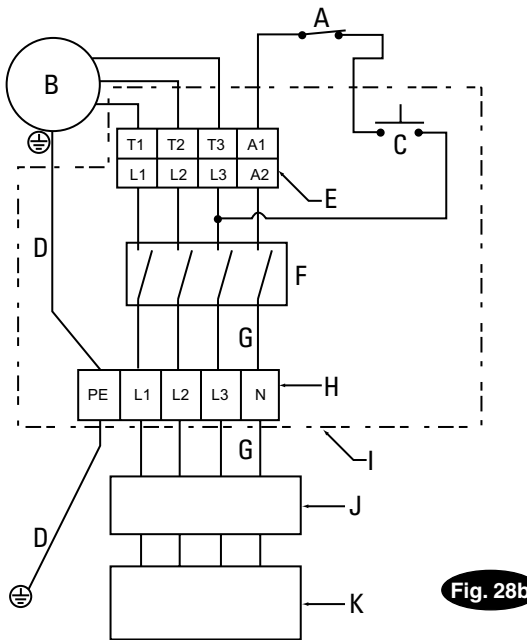 A
B
C
T1 T2 T3 A1
L1 L2 L3 A2
E
D
F
G
PE L1 L2 L3 N
H
I
G
J
D
K
Fig. 28b